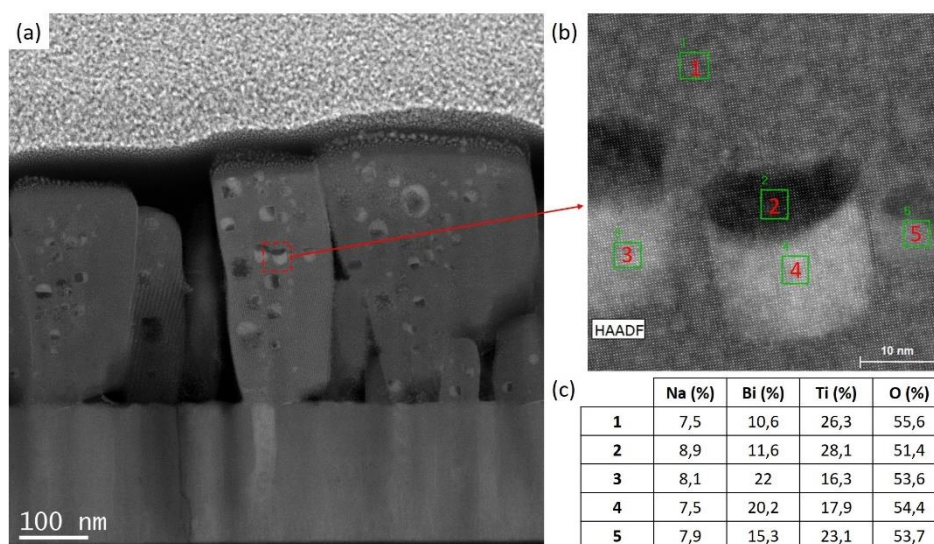 (a)
100 nm
(b)
1
1
2
2
3
4
5
HAADF
10 nm
(c)
Na (%) Bi (%) Ti (%) O (%)
1 7,5 10,6 26,3 55,6
2 8,9 11,6 28,1 51,4
3 8,1 22 16,3 53,6
4 7,5 20,2 17,9 54,4
5 7,9 15,3 23,1 53,7